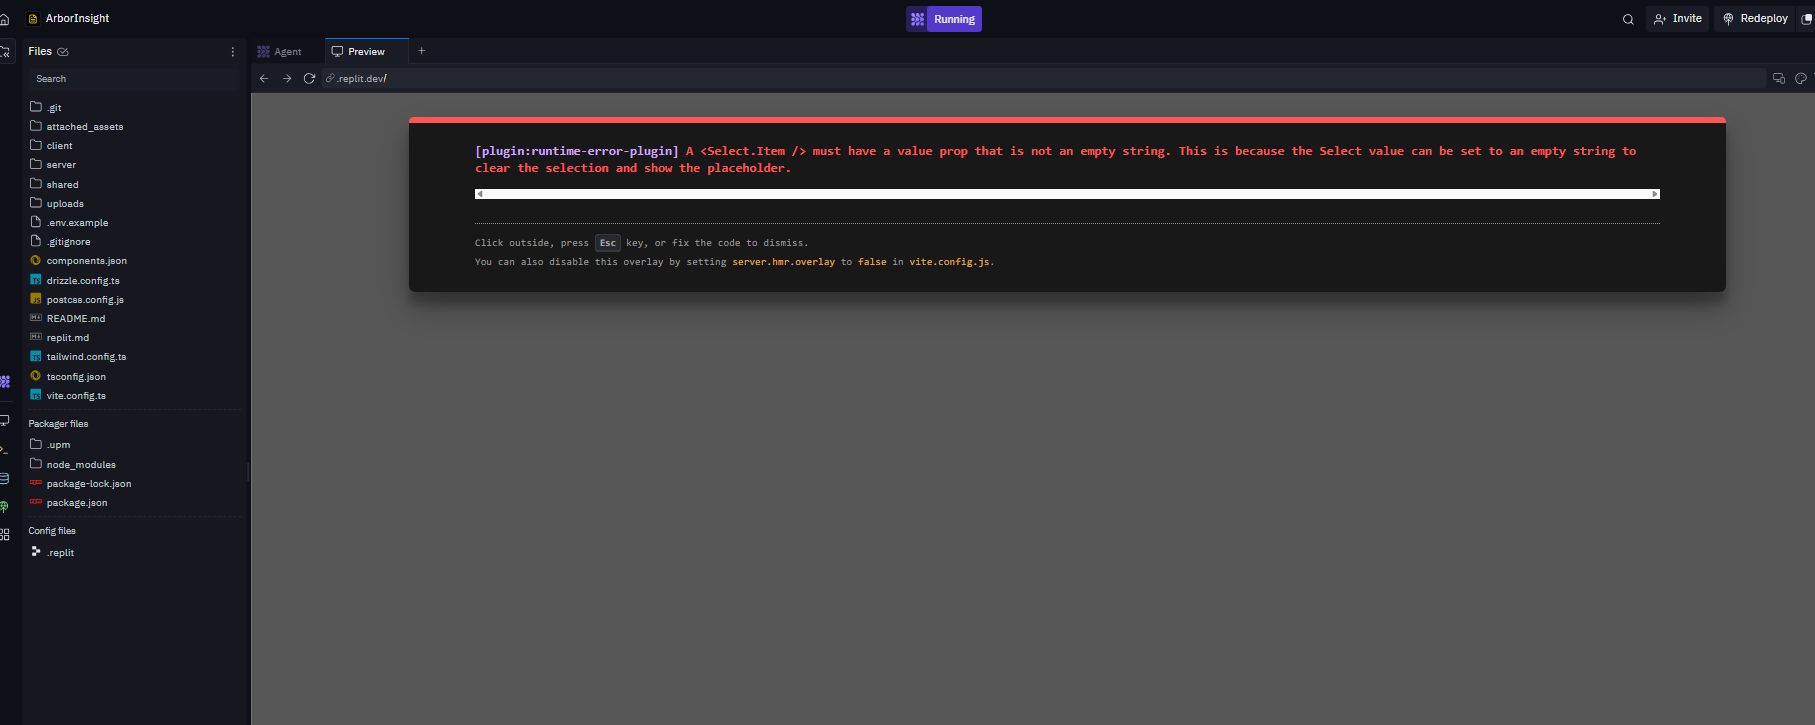 ArborInsight
Running
Invite
Redeploy
Files
Agent
Preview
Search
.replit.dev/
.git
attached_assets
client
server
shared
uploads
.env.example
.gitignore
components.json
TS drizzle.config.ts
JS postcss.config.js
README.md
replit.md
TS tailwind.config.ts
tsconfig.json
TS vite.config.ts
Packager files
.upm
node_modules
package-lock.json
package.json
Config files
.replit
[plugin:runtime-error-plugin] A <Select.Item /> must have a value prop that is not an empty string. This is because the Select value can be set to an empty string to
clear the selection and show the placeholder.
Click outside, press Esc key, or fix the code to dismiss.
You can also disable this overlay by setting server.hmr.overlay to false in vite.config.js.